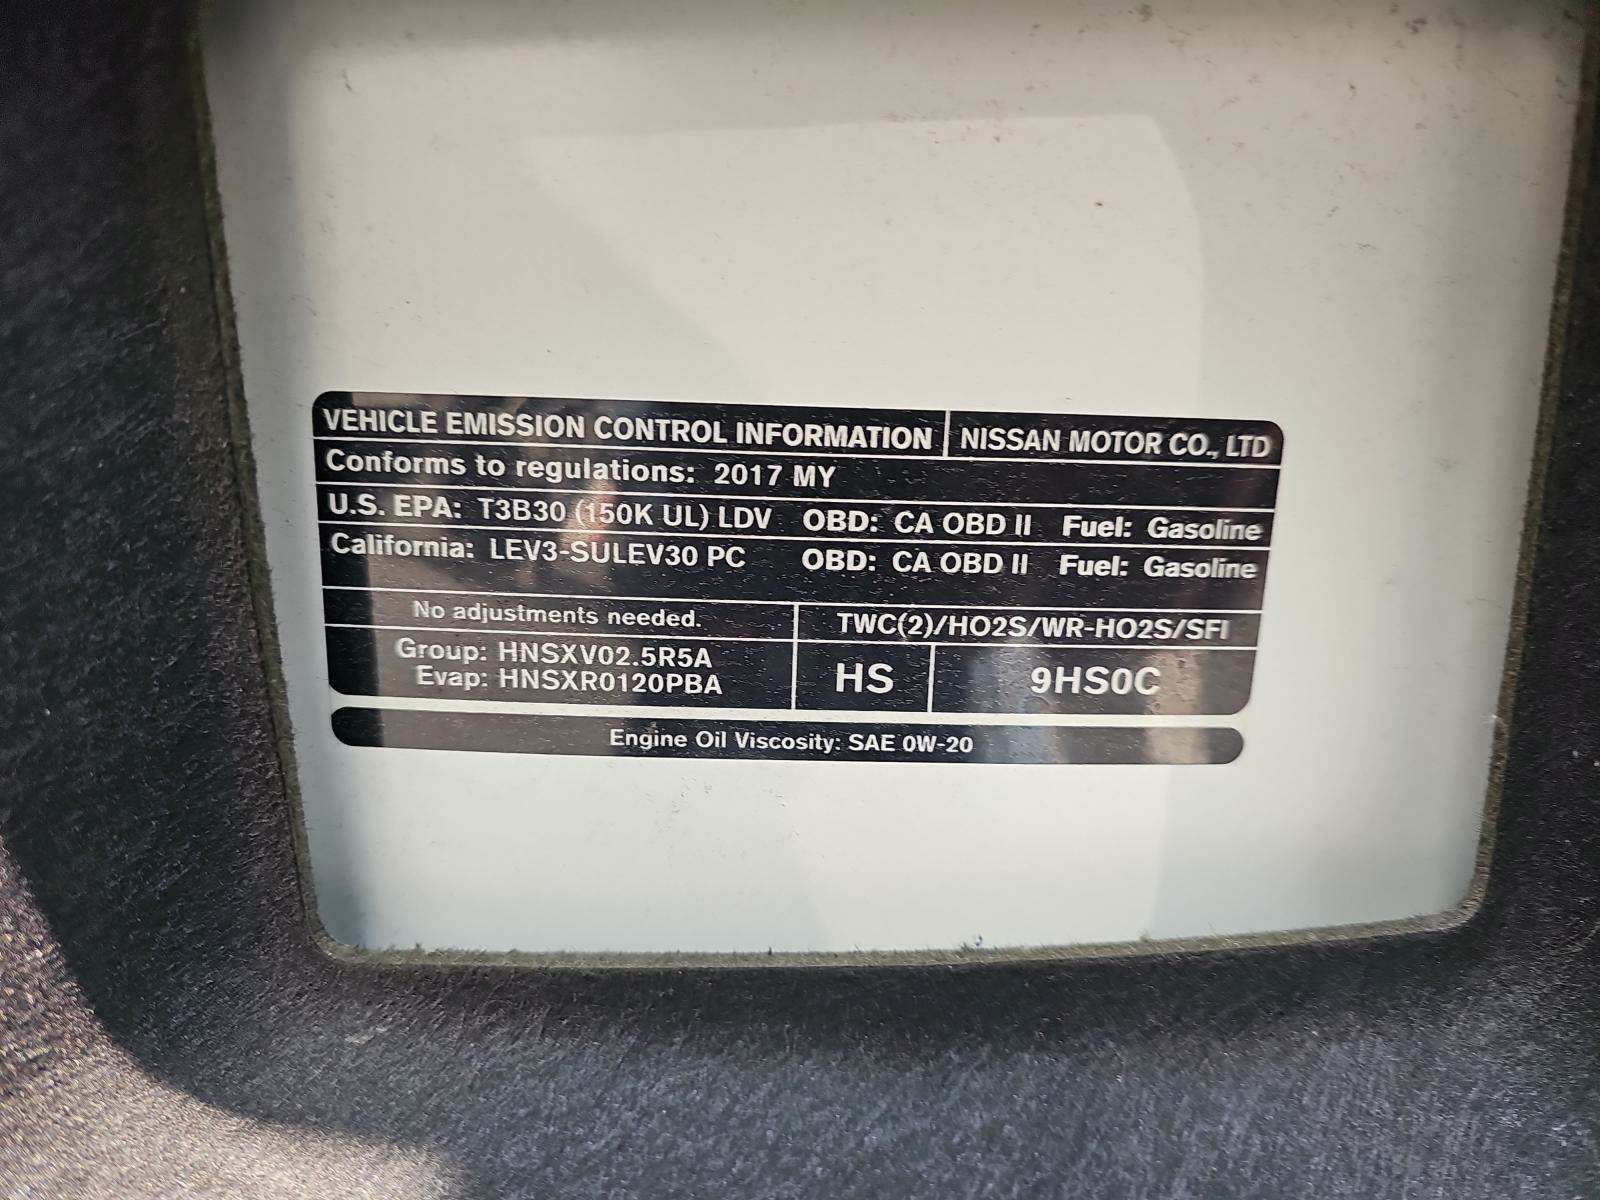 VEHICLE EMISSION CONTROL INFORMATION NISSAN MOTOR CO., LTD
Conforms to regulations: 2017 MY
U.S. EPA: T3B30 (150K UL) LDV OBD: CA OBD II Fuel: Gasoline
California: LEV3-SULEV30 PC OBD: CA OBD II Fuel: Gasoline
No adjustments needed. TWC(2)/HO2S/WR-HO2S/SFI
Group: HNSXV02.5R5A
Evap: HNSXR0120PBA
HS 9HS0C
Engine Oil Viscosity: SAE 0W-20